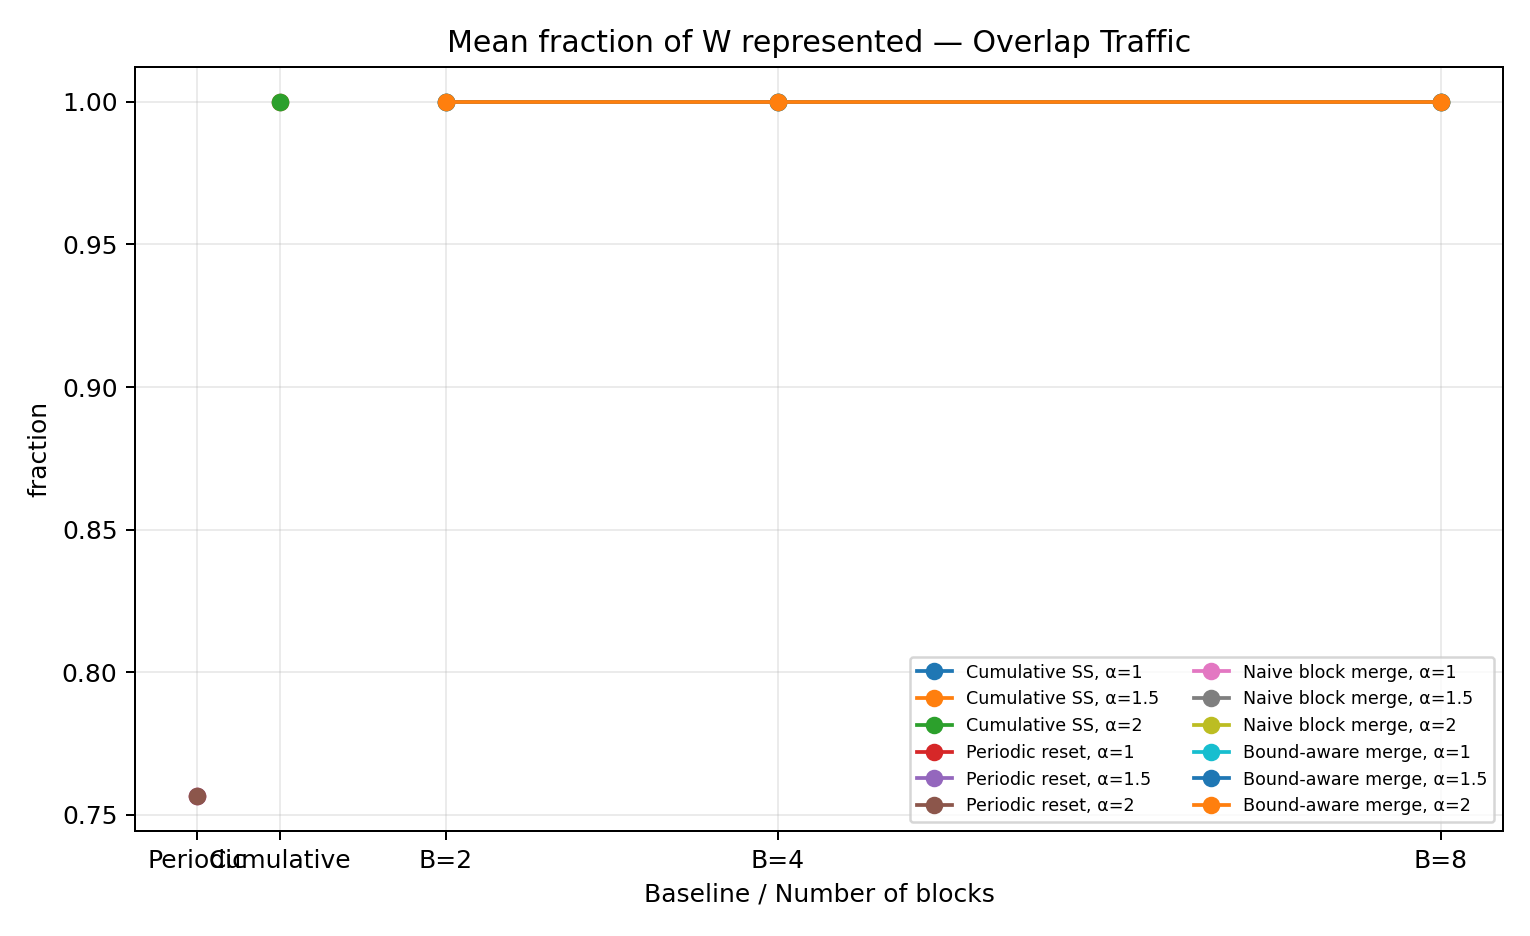 Mean fraction of W represented — Overlap Traffic
1.00
0.95
0.90
0.85
0.80
0.75
fraction
Cumulative SS, α=1
Cumulative SS, α=1.5
Cumulative SS, α=2
Periodic reset, α=1
Periodic reset, α=1.5
Periodic reset, α=2
Naive block merge, α=1
Naive block merge, α=1.5
Naive block merge, α=2
Bound-aware merge, α=1
Bound-aware merge, α=1.5
Bound-aware merge, α=2
Periodic Cumulative B=2 B=4 B=8
Baseline / Number of blocks